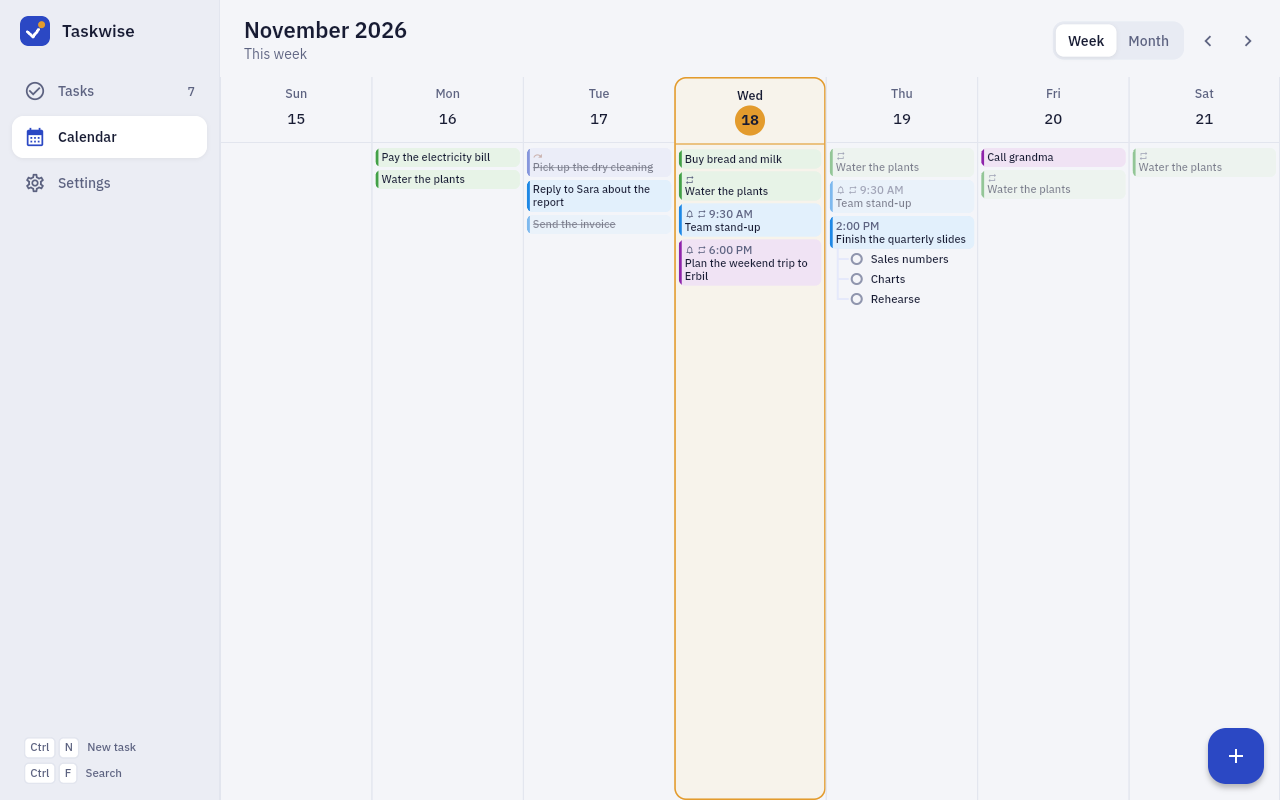 Taskwise
Tasks 7
Calendar
Settings
Ctrl N New task
Ctrl F Search
November 2026
This week
Week Month
Sun
15
Mon
16
Pay the electricity bill
Water the plants
Tue
17
Pick up the dry cleaning
Reply to Sara about the
report
Send the invoice
Wed
18
Buy bread and milk
Water the plants
9:30 AM
Team stand-up
6:00 PM
Plan the weekend trip to
Erbil
Thu
19
Water the plants
9:30 AM
Team stand-up
2:00 PM
Finish the quarterly slides
Sales numbers
Charts
Rehearse
Fri
20
Call grandma
Water the plants
Sat
21
Water the plants